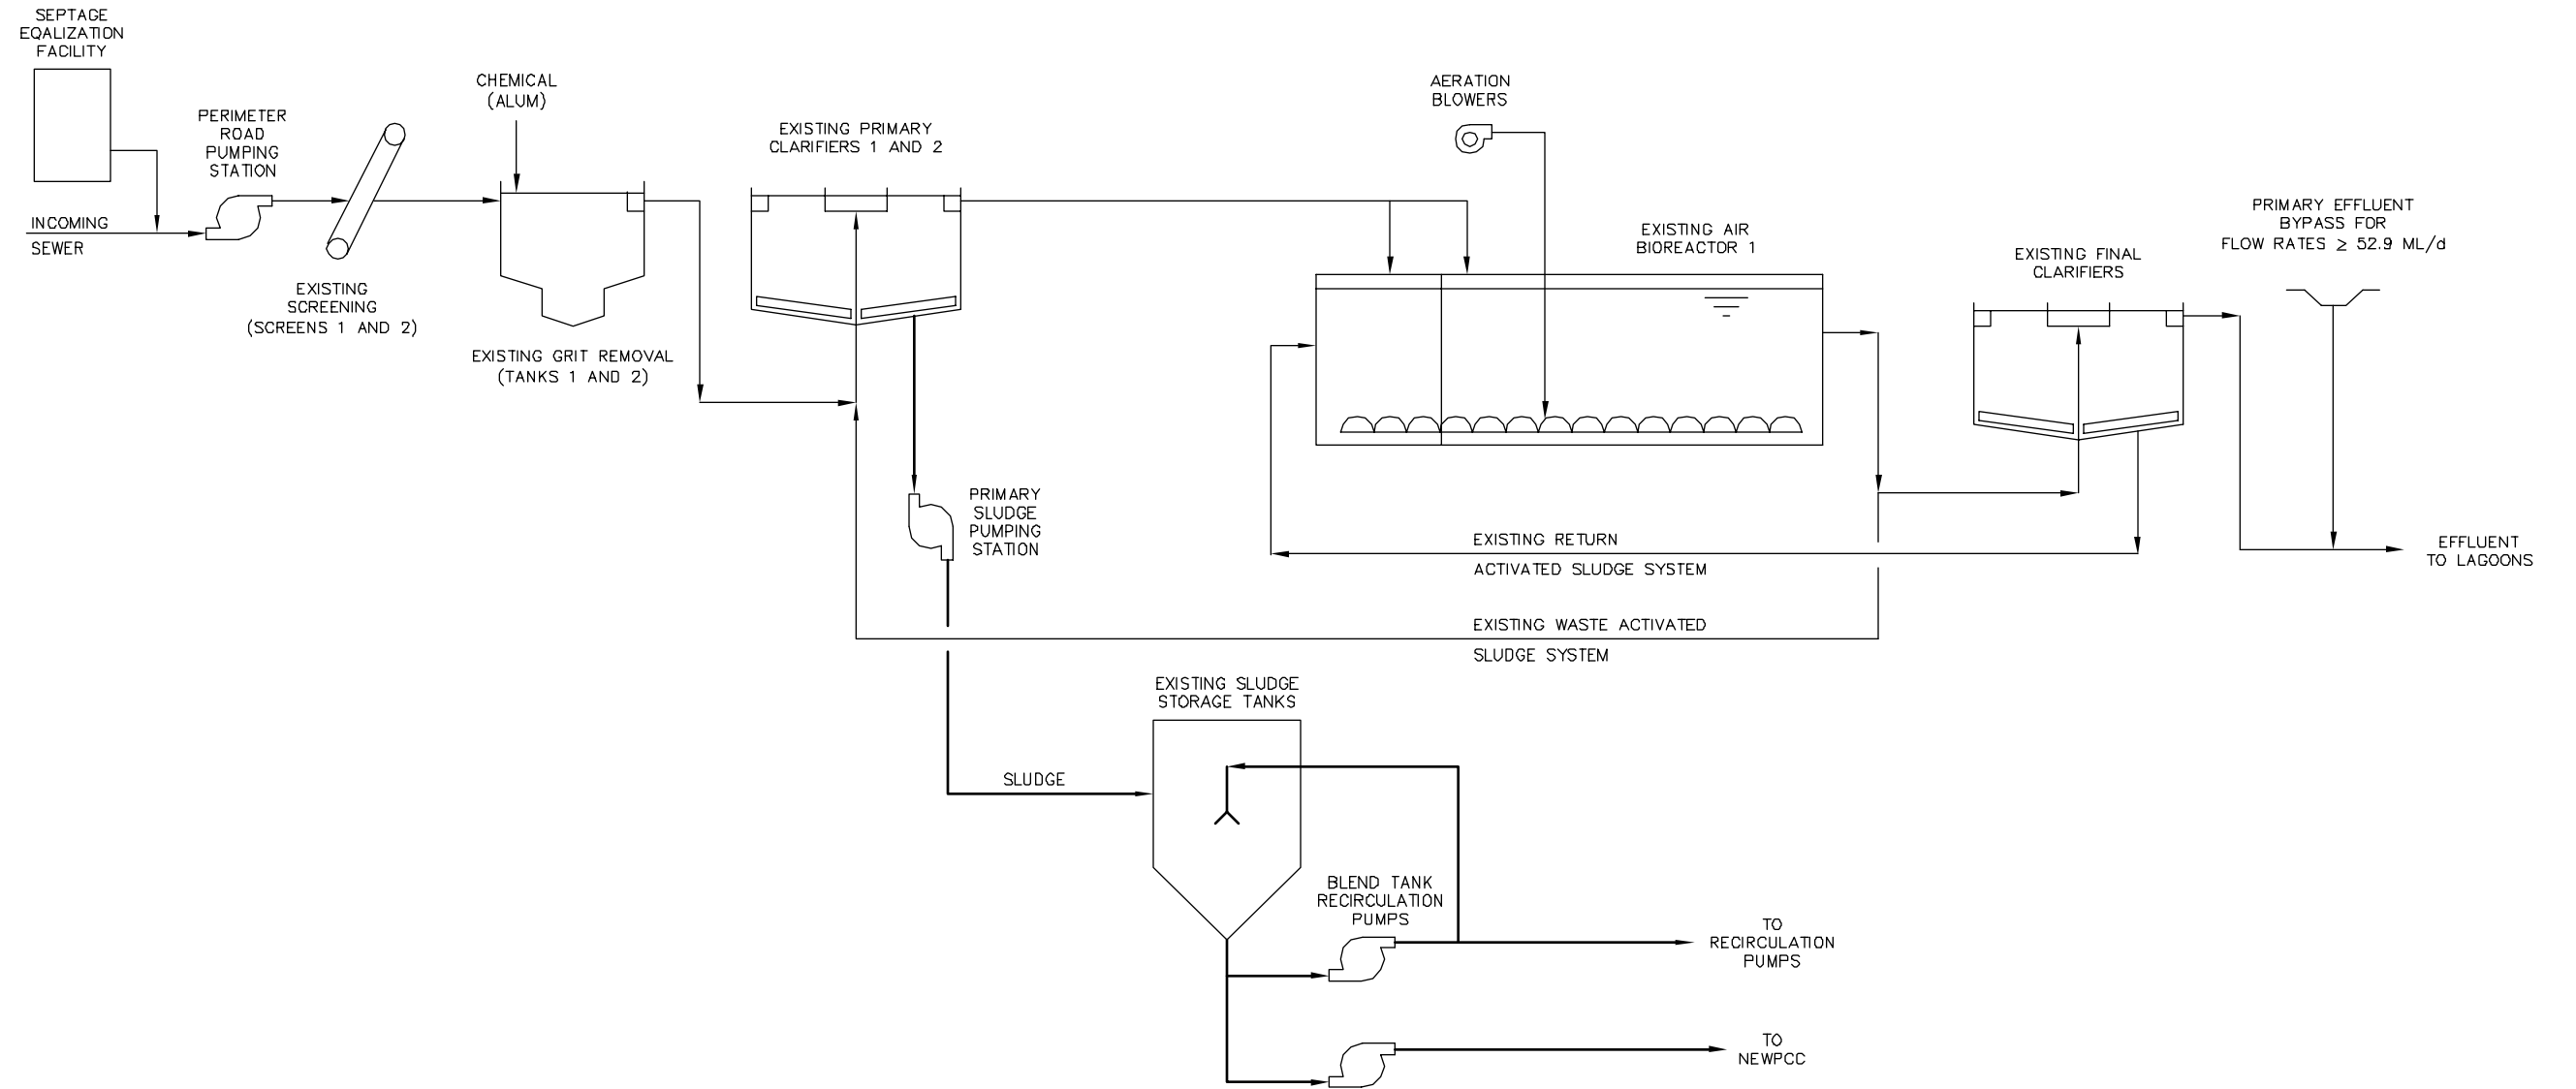 SEPTAGE
EQALIZATION
FACILITY
PERIMETER
ROAD
PUMPING
STATION
INCOMING
SEWER
EXISTING
SCREENING
(SCREENS 1 AND 2)
CHEMICAL
(ALUM)
EXISTING GRIT REMOVAL
(TANKS 1 AND 2)
EXISTING PRIMARY
CLARIFIERS 1 AND 2
PRIMARY
SLUDGE
PUMPING
STATION
AERATION
BLOWERS
EXISTING AIR
BIOREACTOR 1
EXISTING FINAL
CLARIFIERS
PRIMARY EFFLUENT
BYPASS FOR
FLOW RATES ≥ 52.9 ML/d
EFFLUENT
TO LAGOONS
EXISTING RETURN
ACTIVATED SLUDGE SYSTEM
EXISTING WASTE ACTIVATED
SLUDGE SYSTEM
EXISTING SLUDGE
STORAGE TANKS
SLUDGE
BLEND TANK
RECIRCULATION
PUMPS
TO
RECIRCULATION
PUMPS
TO
NEWPCC